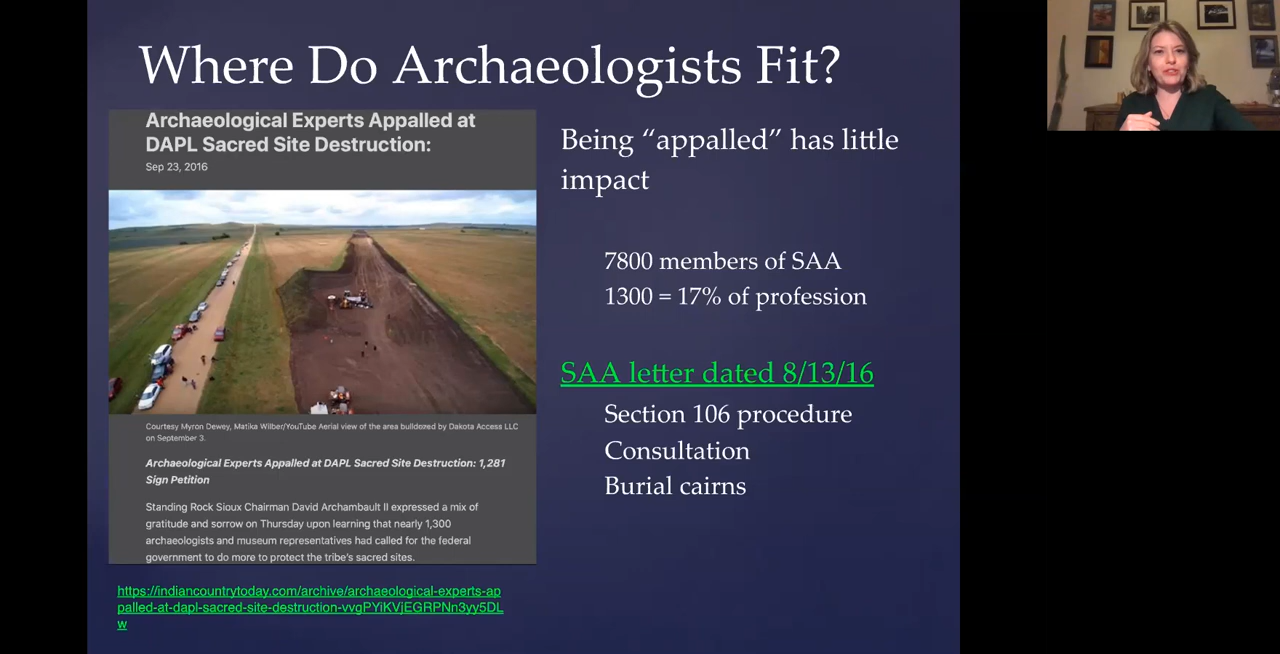 Where Do Archaeologists Fit?
Archaeological Experts Appalled at
DAPL Sacred Site Destruction:
Sep 23, 2016
Courtesy Myron Dewey, Matika Wilber/YouTube Aerial view of the area bulldozed by Dakota Access LLC
on September 3.
Archaeological Experts Appalled at DAPL Sacred Site Destruction: 1,281
Sign Petition
Standing Rock Sioux Chairman David Archambault II expressed a mix of
gratitude and sorrow on Thursday upon learning that nearly 1,300
archaeologists and museum representatives had called for the federal
government to do more to protect the tribe's sacred sites.
https://indiancountrytoday.com/archive/archaeological-experts-ap
palled-at-dapl-sacred-site-destruction-vvgPYiKVjEGRPNn3yy5DL
w
Being “appalled” has little
impact
7800 members of SAA
1300 = 17% of profession
SAA letter dated 8/13/16
Section 106 procedure
Consultation
Burial cairns